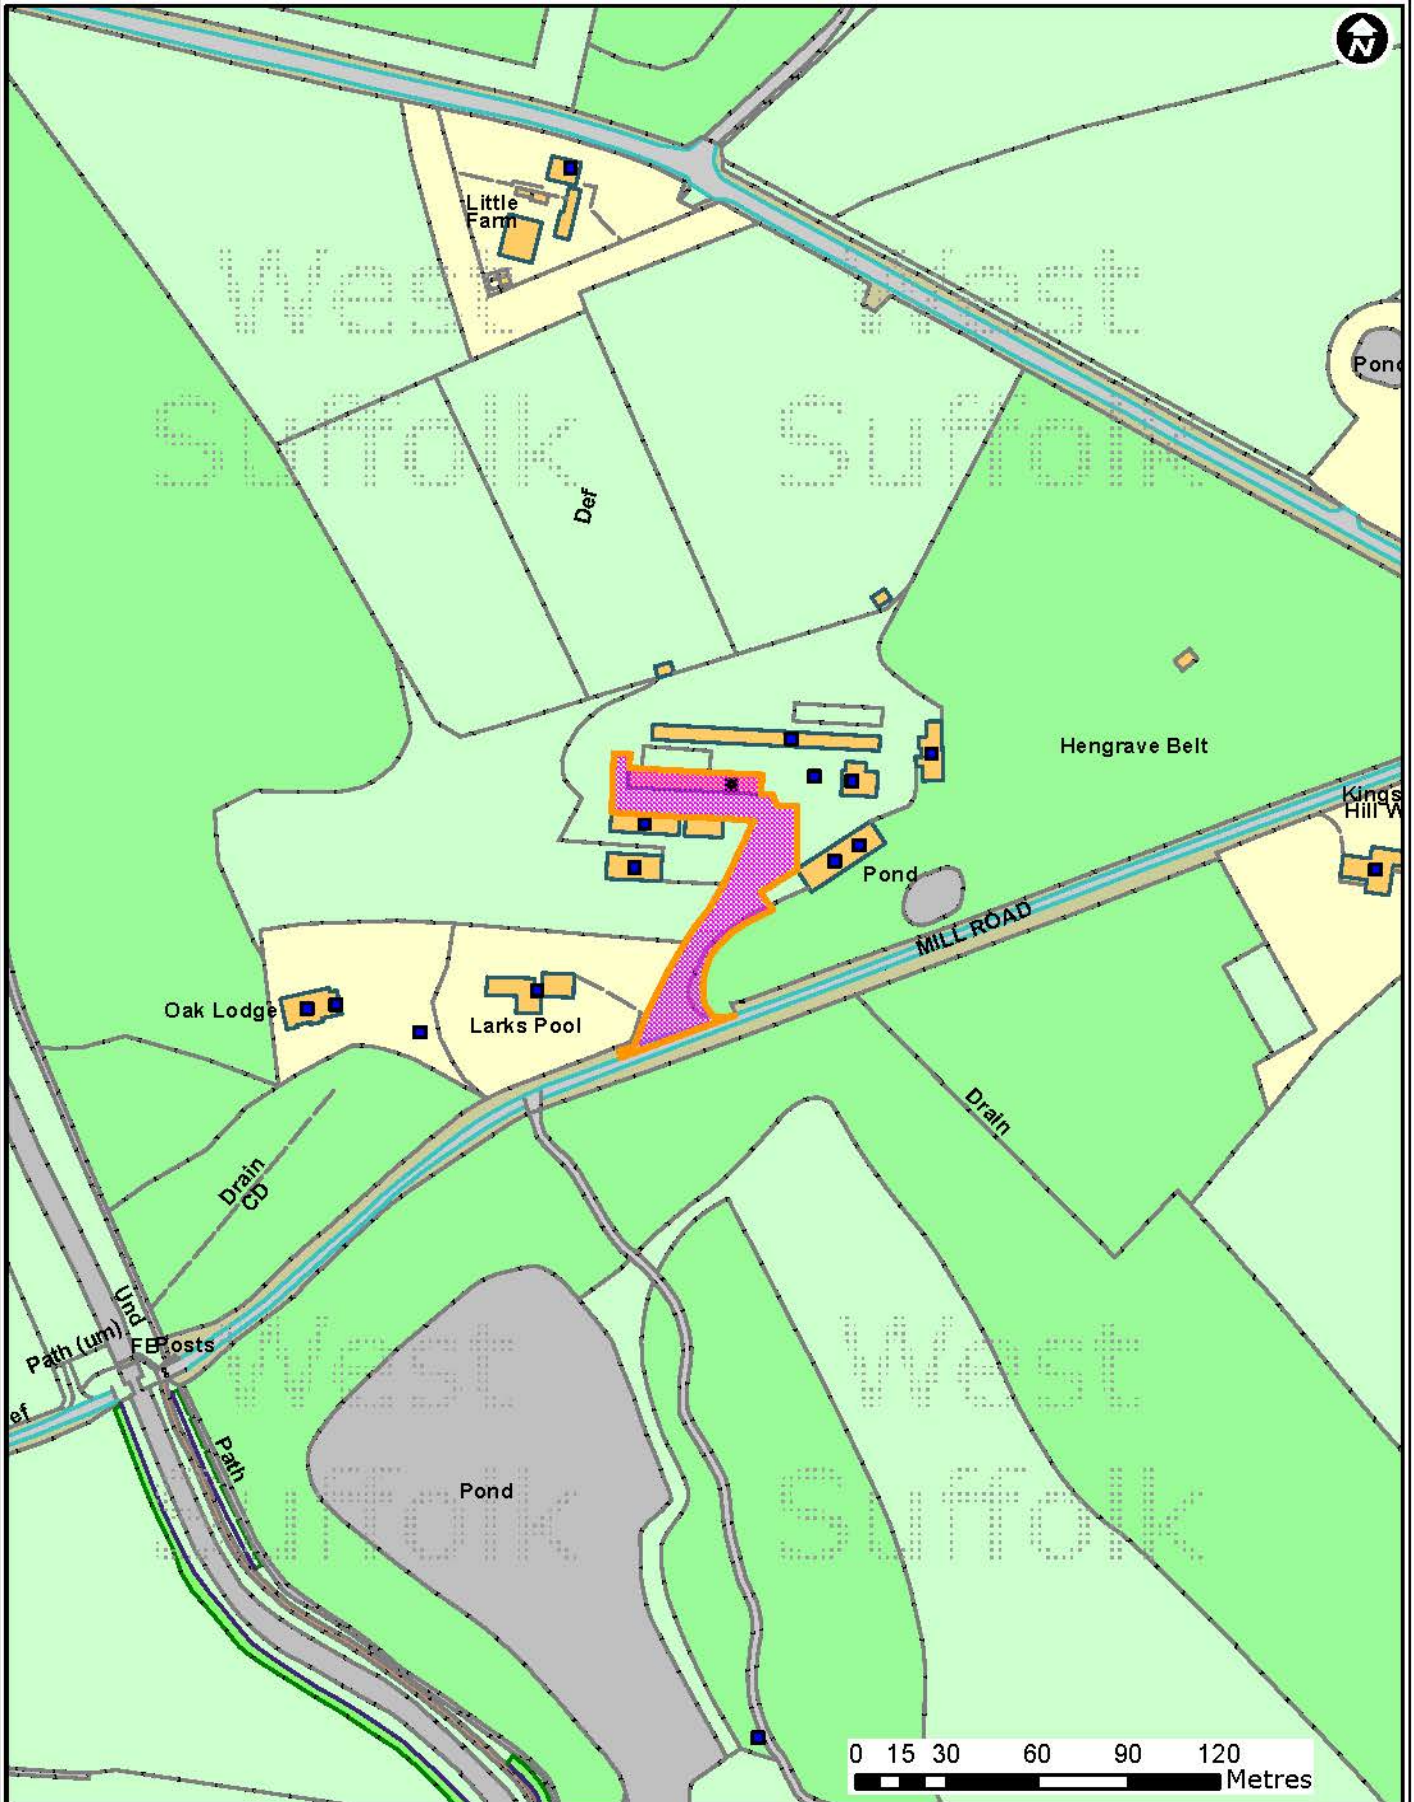 N
Little
Farm
West
West
Pond
Suffolk
Suffolk
Def
Hengrave Belt
Kings
Hill W
Pond
MILL ROAD
Oak Lodge
Larks Pool
Drain
Drain
CD
Und
Path (um)
FB
Posts
West
West
ef
Path
Pond
Suffolk
Suffolk
0 15 30 60 90 120
Metres